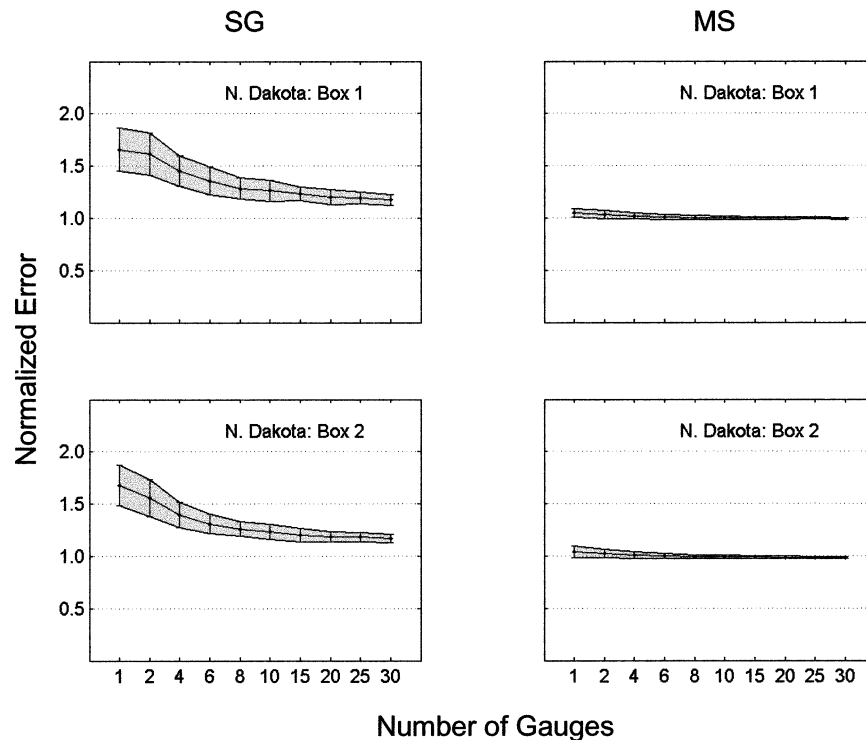 SG
MS
N. Dakota: Box 1
2.0
1.5
1.0
0.5
N. Dakota: Box 1
Normalized Error
N. Dakota: Box 2
2.0
1.5
1.0
0.5
1 2 4 6 8 10 15 20 25 30
N. Dakota: Box 2
1 2 4 6 8 10 15 20 25 30
Number of Gauges